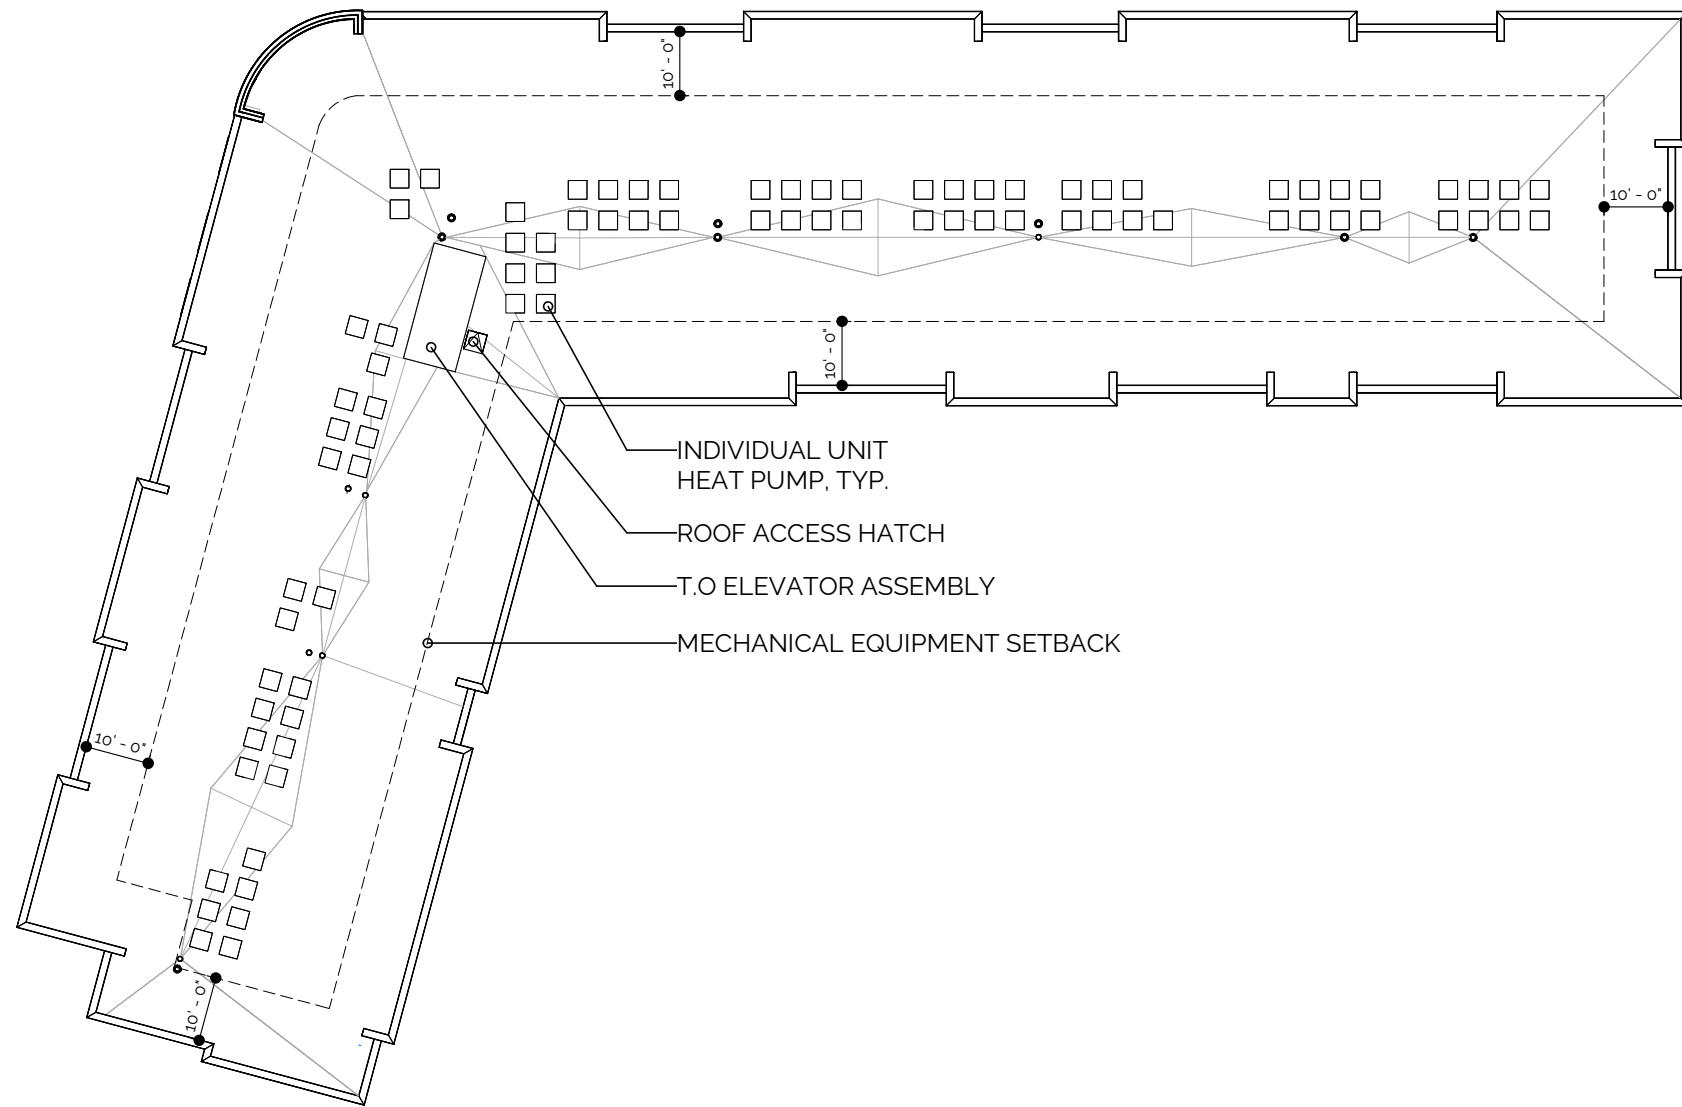 10' - 0"
10' - 0"
10' - 0"
INDIVIDUAL UNIT
HEAT PUMP, TYP.
ROOF ACCESS HATCH
T.O ELEVATOR ASSEMBLY
MECHANICAL EQUIPMENT SETBACK
10' - 0"
10' - 0"